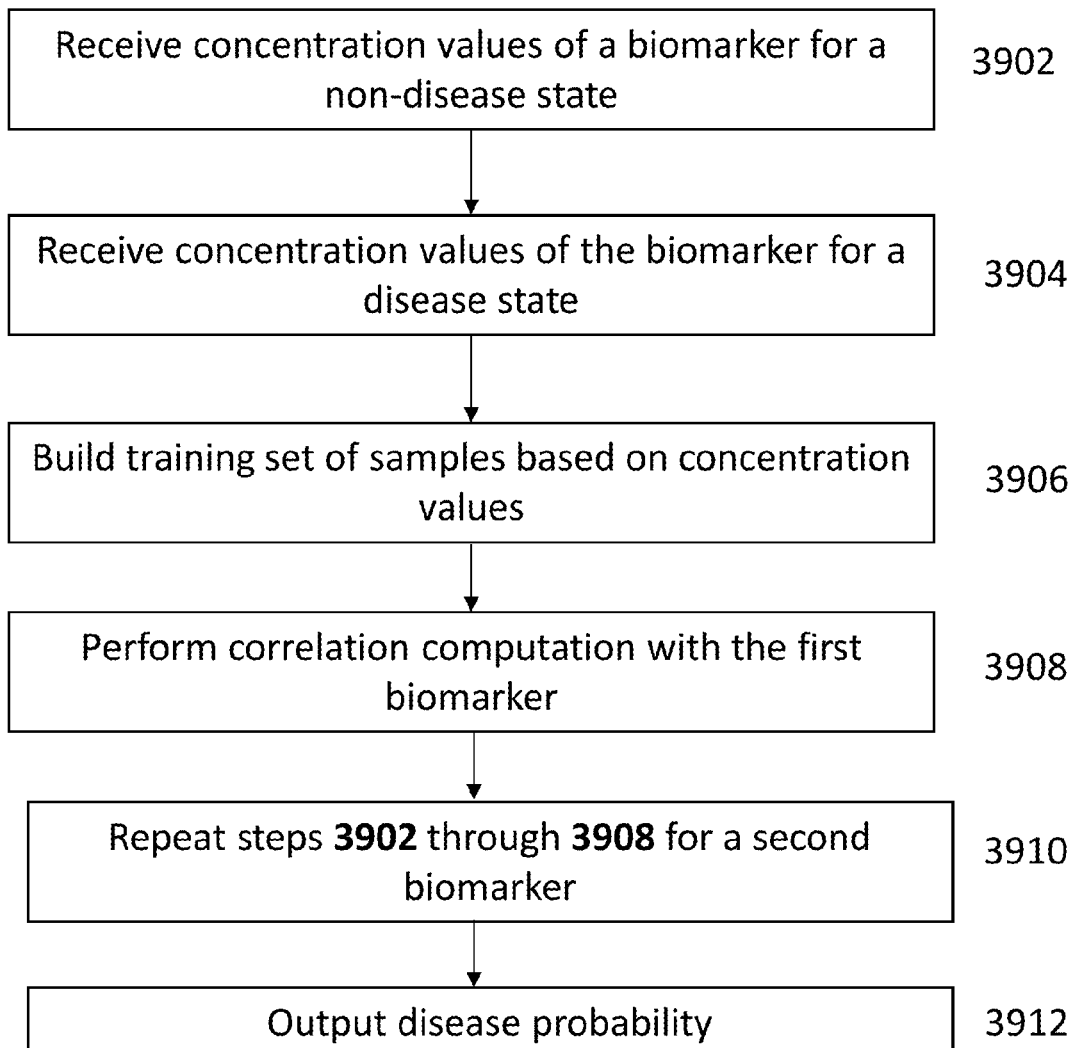 Receive concentration values of a biomarker for a
non-disease state
3902
Receive concentration values of the biomarker for a
disease state
3904
Build training set of samples based on concentration
values
3906
Perform correlation computation with the first
biomarker
3908
Repeat steps 3902 through 3908 for a second
biomarker
3910
Output disease probability
3912